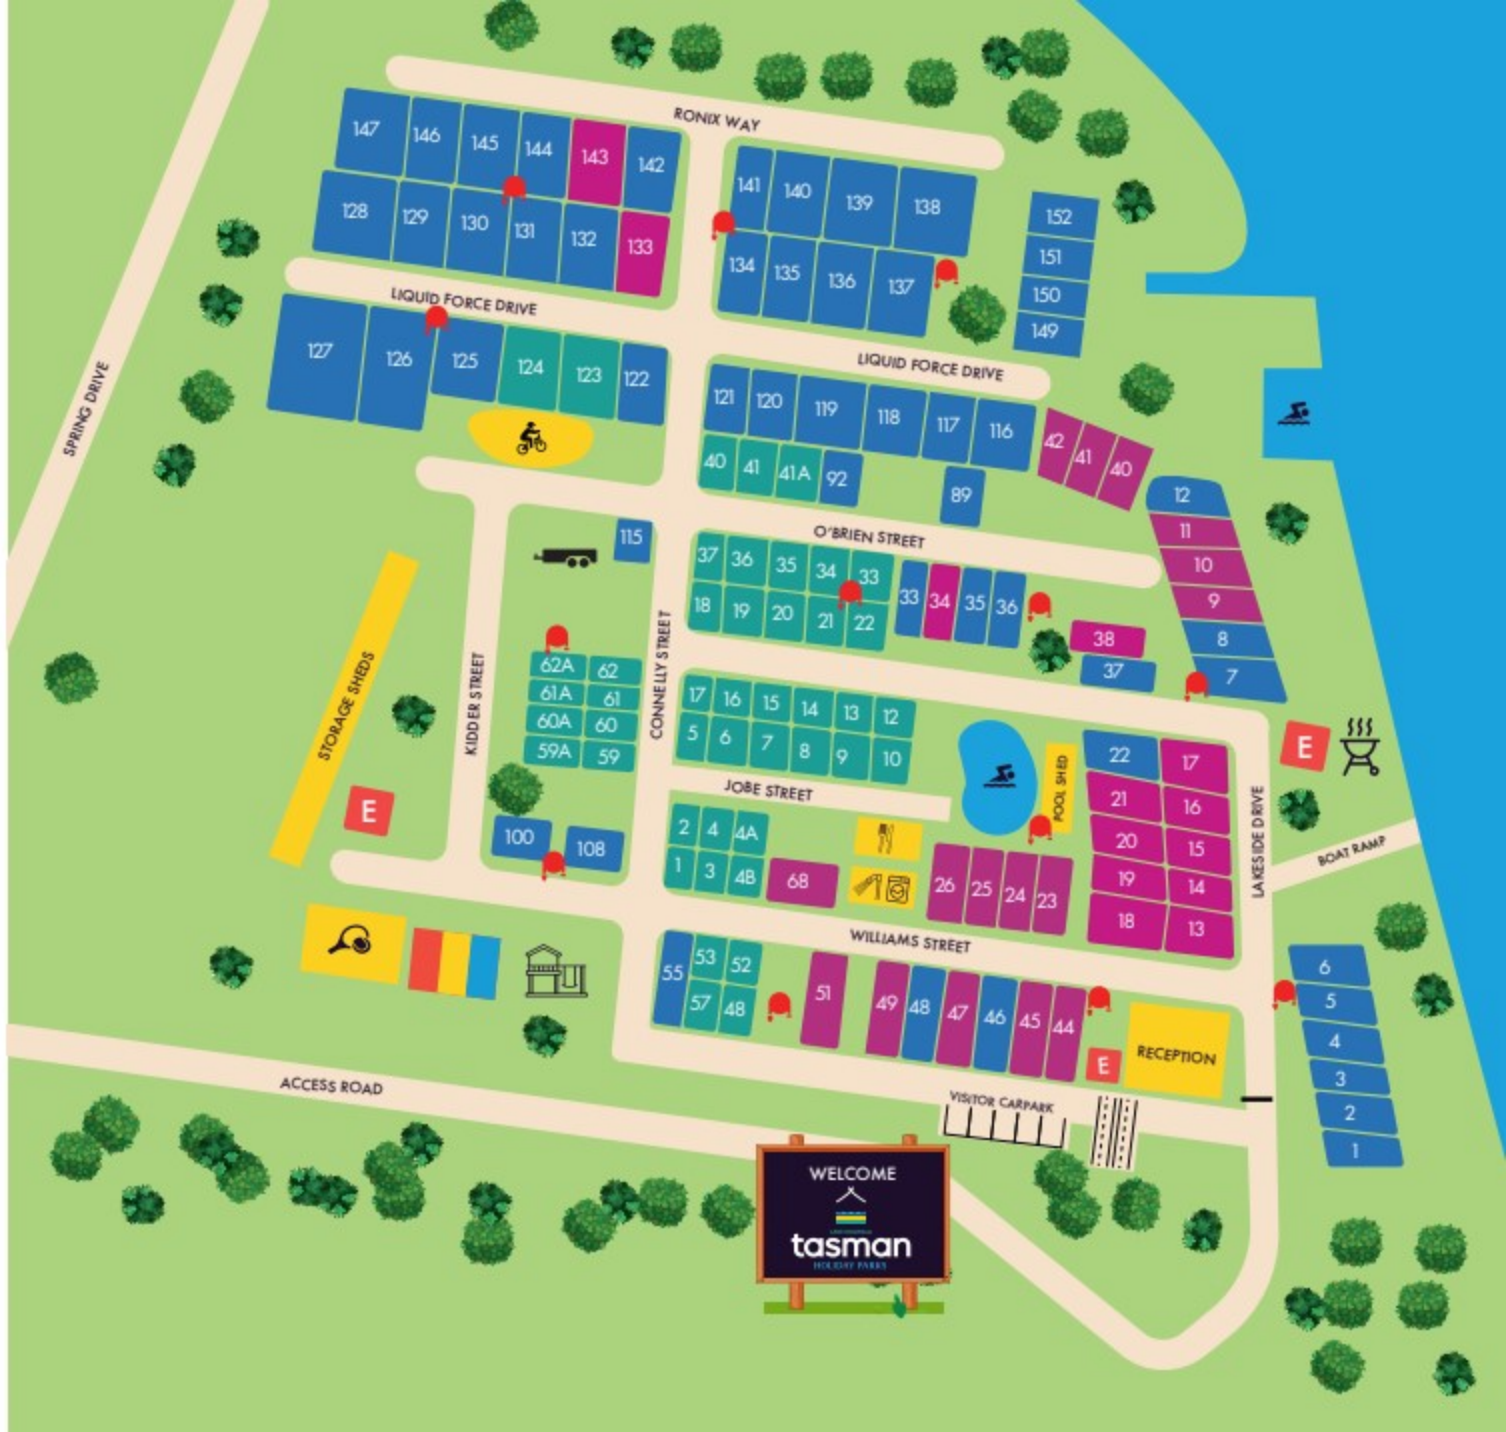 RONIX WAY
147 146 145 144 143 142
128 129 130 131 132 133
141 140 139 138
134 135 136 137
152
151
150
149
LIQUID FORCE DRIVE
LIQUID FORCE DRIVE
127 126 125 124 123 122
121 120 119 118 117 116
40 41 41A 92 89
42 41 40
12
11
10
9
8
7
SPRING DRIVE
O'BRIEN STREET
115
37 36 35 34 33
18 19 20 21 22
33 34 35 36
38
37
STORAGE SHEDS
KIDDER STREET
CONNELLY STREET
62A 62
61A 61
60A 60
59A 59
17 16 15 14 13 12
5 6 7 8 9 10
POOL SHED
22 17
21 16
20 15
19 14
18 13
LAKESIDE DRIVE
E
BOAT RAMP
JOBE STREET
E
100 108
2 4 4A
1 3 4B
68
26 25 24 23
WILLIAMS STREET
55 53 52
57 48
51
49 48 47 46 45 44
E
RECEPTION
6
5
4
3
2
1
ACCESS ROAD
VISITOR CARPARK
WELCOME
tasman
HOLIDAY PARKS